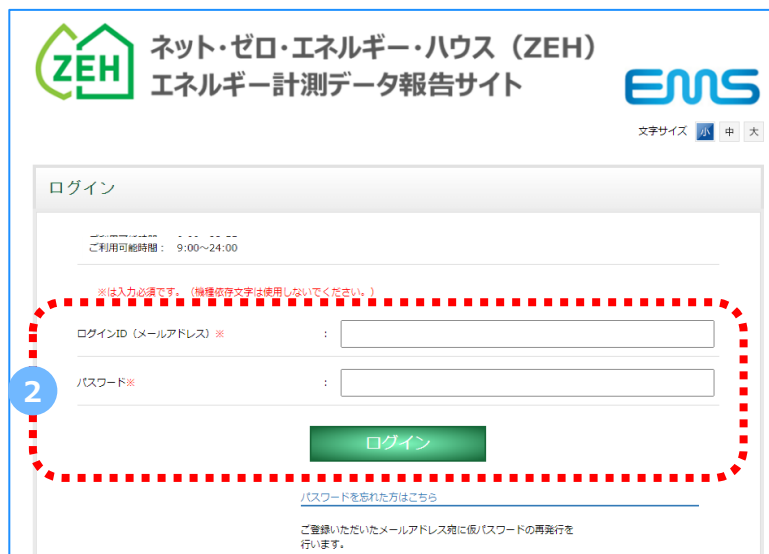 ZEH
ネット・ゼロ・エネルギー・ハウス（ZEH）
エネルギー計測データ報告サイト
EMS
文字サイズ 小 中 大
ログイン
ご利用可能時間： 9:00～24:00
※は入力必須です。（機種依存文字は使用しないでください。）
ログインID（メールアドレス）※ ：
2
パスワード※ ：
ログイン
パスワードを忘れた方はこちら
ご登録いただいたメールアドレス宛に仮パスワードの再発行を
行います。